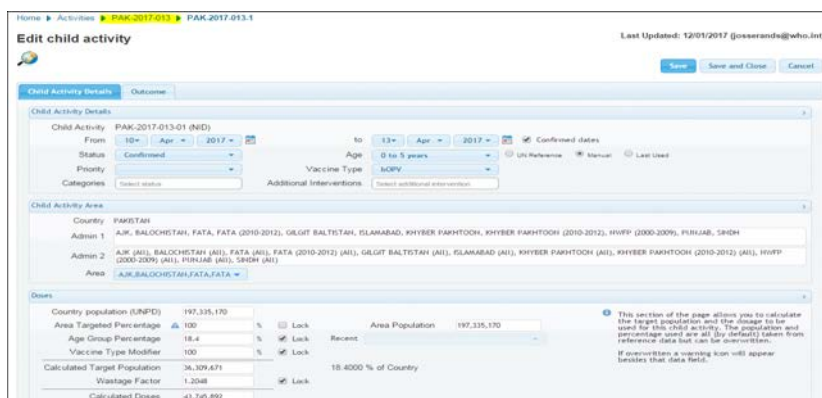 Home ▶ Activities ▶ PAK-2017-013 ▶ PAK-2017-013-1
Edit child activity
Last Updated: 12/01/2017 (josserands@who.int
Save Save and Close Cancel
Child Activity Details Outcome
Child Activity Details
Child Activity PAK-2017-013-01 (NID)
From 10 Apr 2017 to 13 Apr 2017 Confirmed dates
Status Confirmed Age 0 to 5 years UN Reference Manual Last Used
Priority Vaccine Type bOPV
Categories Select status Additional Interventions Select additional intervention
Child Activity Area
Country PAKISTAN
Admin 1 AJK, BALOCHISTAN, FATA, FATA (2010-2012), GILGIT BALTISTAN, ISLAMABAD, KHYBER PAKHTOON, KHYBER PAKHTOON (2010-2012), NWFP (2000-2009), PUNJAB, SINDH
Admin 2 AJK (All), BALOCHISTAN (All), FATA (All), FATA (2010-2012) (All), GILGIT BALTISTAN (All), ISLAMABAD (All), KHYBER PAKHTOON (All), KHYBER PAKHTOON (2010-2012) (All), NWFP
(2000-2009) (All), PUNJAB (All), SINDH (All)
Area AJK,BALOCHISTAN,FATA,FATA
Doses
Country population (UNPD) 197,335,170
Area Targeted Percentage 100 % Lock Area Population 197,335,170
Age Group Percentage 18.4 % Lock Recent
Vaccine Type Modifier 100 % Lock
Calculated Target Population 36,309,671 18.4000 % of Country
Wastage Factor 1.2048 Lock
Calculated Doses 43,745,892
This section of the page allows you to calculate
the target population and the dosage to be
used for this child activity. The population and
percentage used are all (by default) taken from
reference data but can be overwritten.
If overwritten a warning icon will appear
besides that data field.